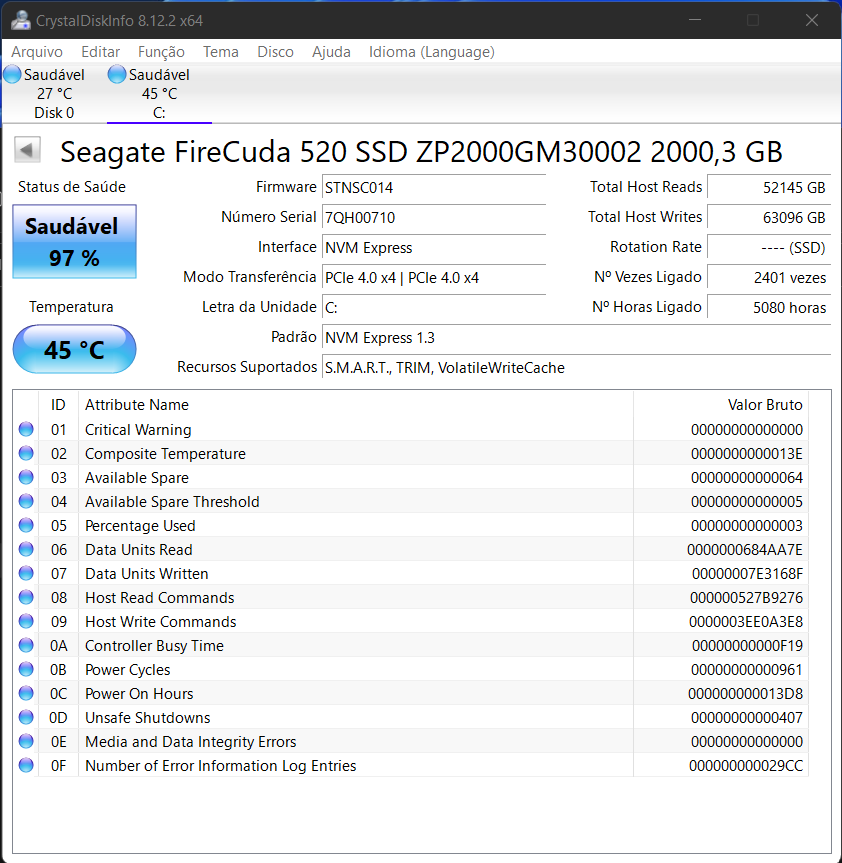 CrystalDiskInfo 8.12.2 x64
Arquivo Editar Função Tema Disco Ajuda Idioma (Language)
Saudável Saudável
27 °C 45 °C
Disk 0 C:
Seagate FireCuda 520 SSD ZP2000GM30002 2000,3 GB
Status de Saúde
Saudável
97 %
Temperatura
45 °C
Firmware STNSC014
Número Serial 7QH00710
Interface NVM Express
Modo Transferência PCIe 4.0 x4 | PCIe 4.0 x4
Letra da Unidade C:
Padrão NVM Express 1.3
Recursos Suportados S.M.A.R.T., TRIM, VolatileWriteCache
Total Host Reads 52145 GB
Total Host Writes 63096 GB
Rotation Rate ---- (SSD)
Nº Vezes Ligado 2401 vezes
Nº Horas Ligado 5080 horas
ID Attribute Name Valor Bruto
01 Critical Warning 00000000000000
02 Composite Temperature 0000000000013E
03 Available Spare 00000000000064
04 Available Spare Threshold 00000000000005
05 Percentage Used 00000000000003
06 Data Units Read 0000000684AA7E
07 Data Units Written 00000007E3168F
08 Host Read Commands 000000527B9276
09 Host Write Commands 0000003EE0A3E8
0A Controller Busy Time 00000000000F19
0B Power Cycles 00000000000961
0C Power On Hours 000000000013D8
0D Unsafe Shutdowns 00000000000407
0E Media and Data Integrity Errors 00000000000000
0F Number of Error Information Log Entries 000000000029CC